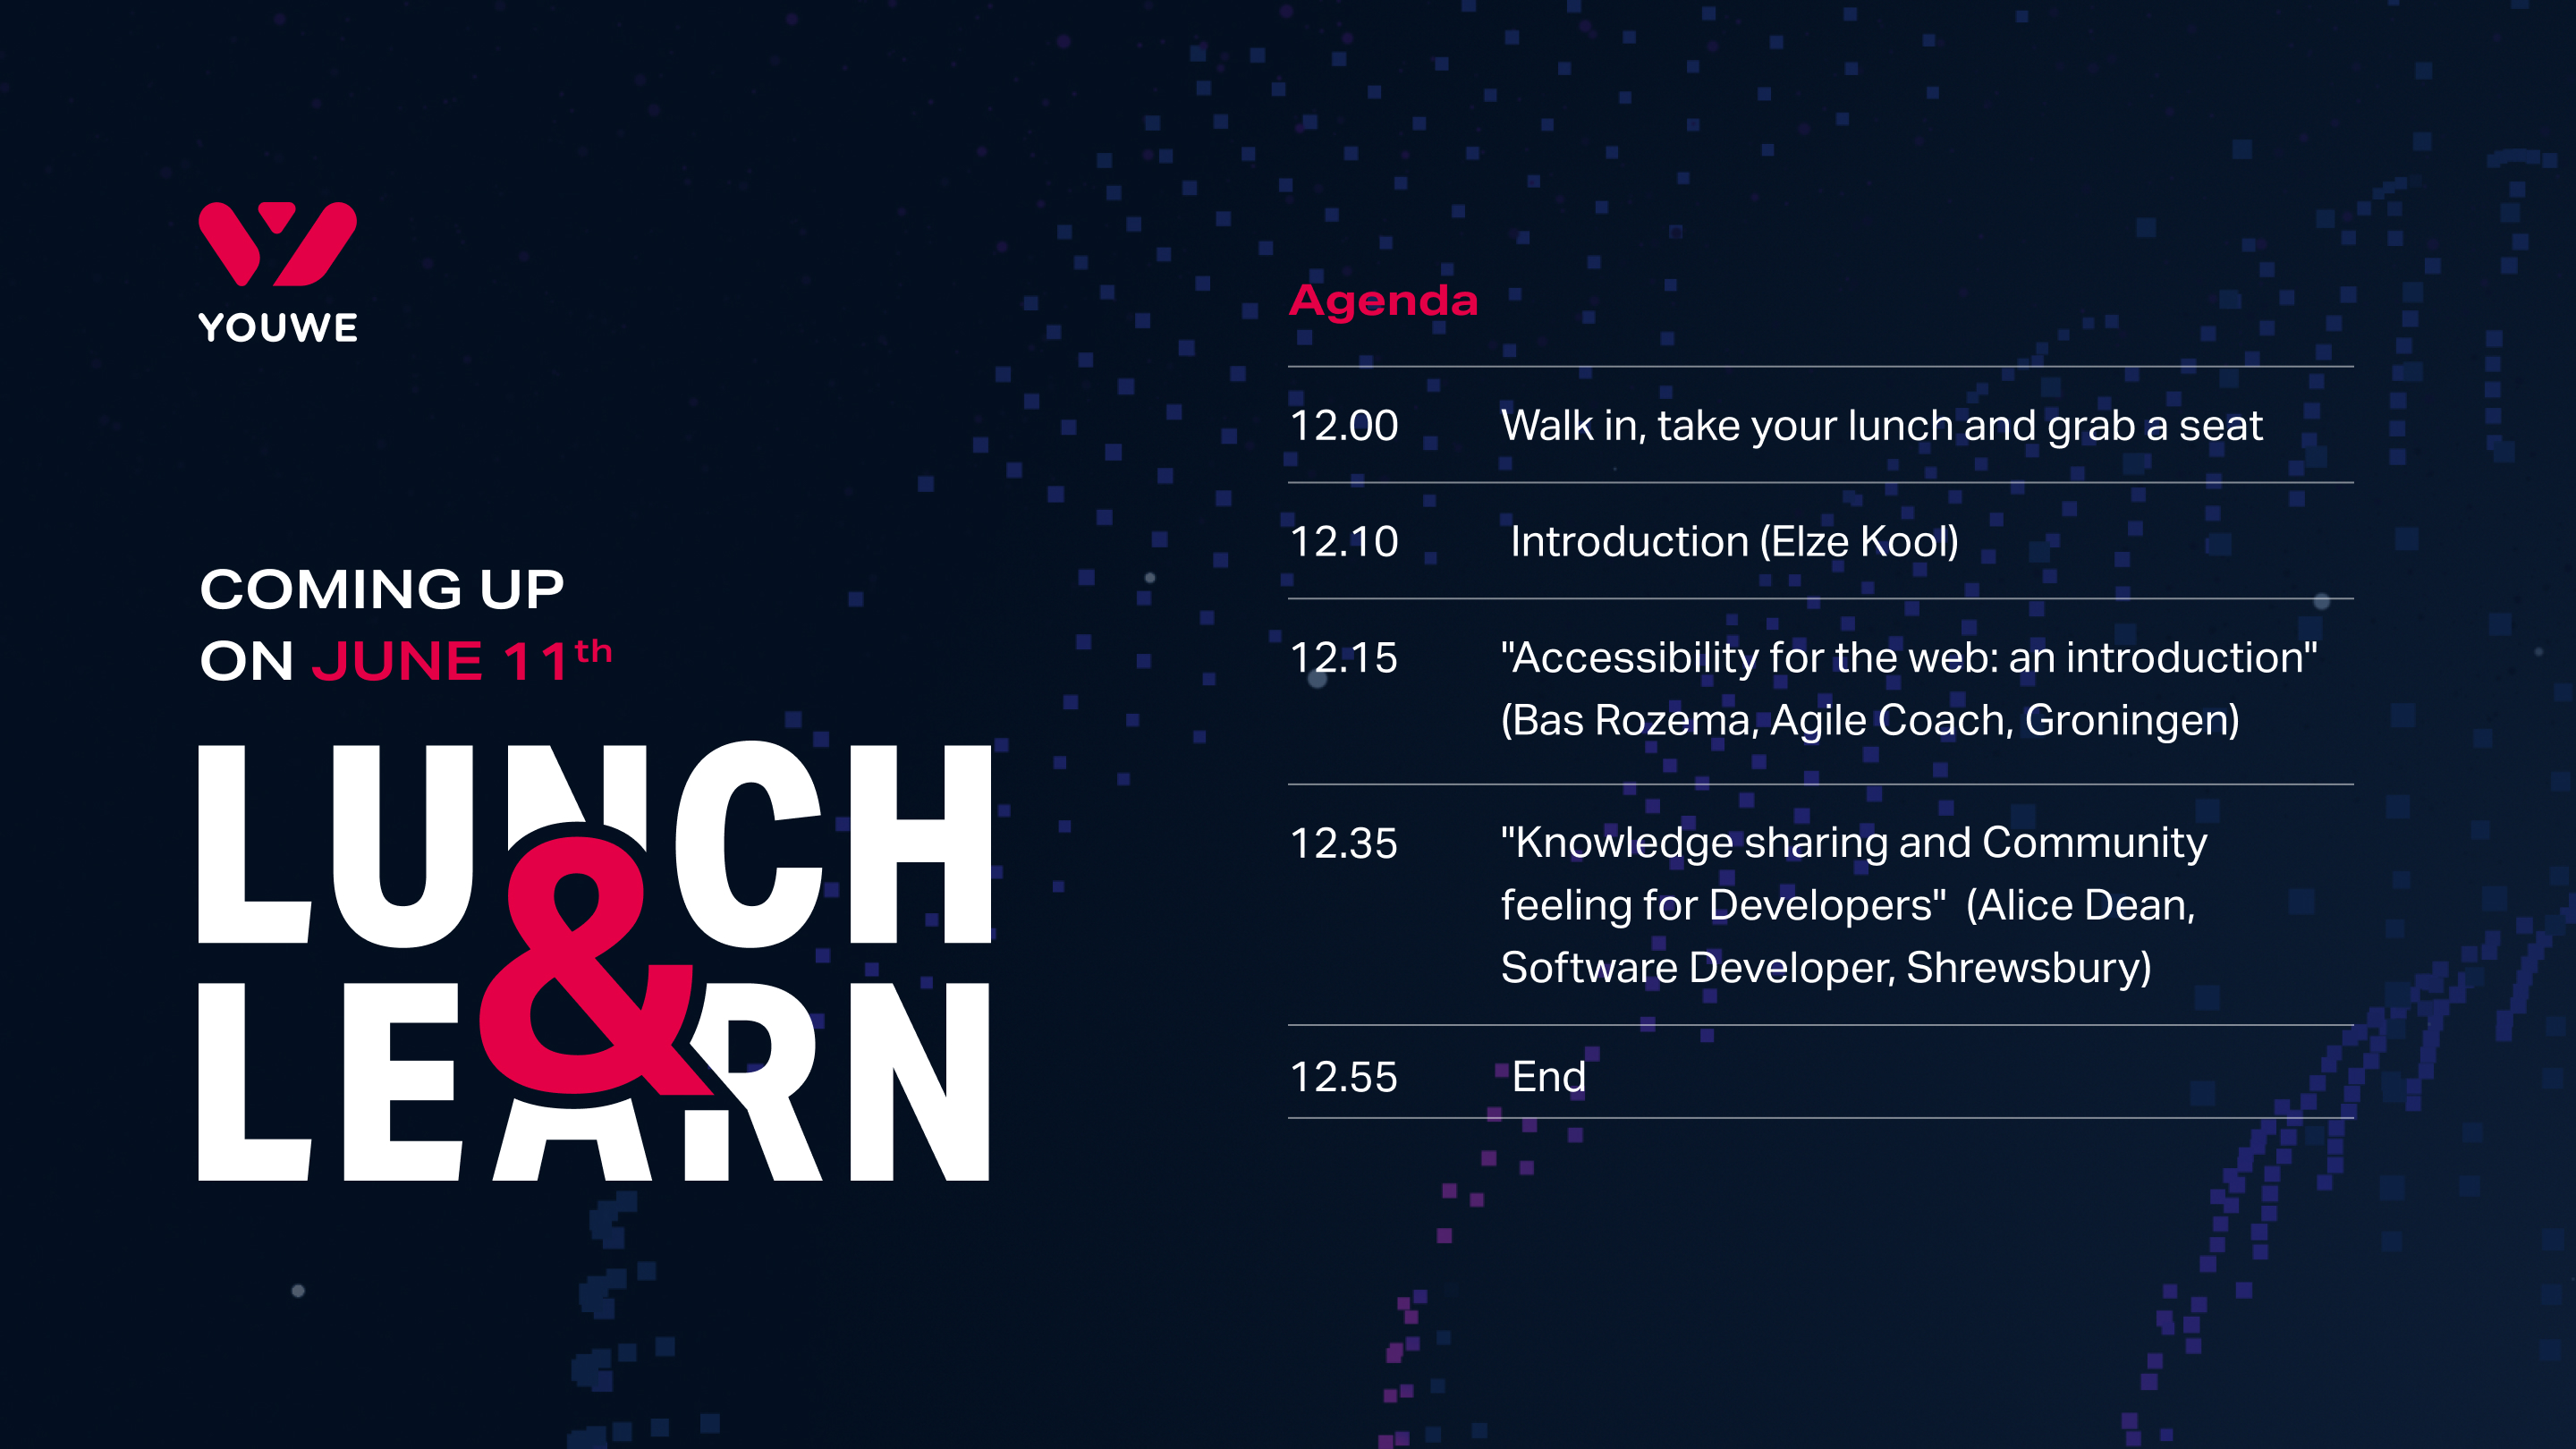 YOUWE
COMING UP
ON JUNE 11th
LUNCH
&
LEARN
Agenda
12.00 Walk in, take your lunch and grab a seat
12.10 Introduction (Elze Kool)
12.15 "Accessibility for the web: an introduction"
(Bas Rozema, Agile Coach, Groningen)
12.35 "Knowledge sharing and Community
feeling for Developers" (Alice Dean,
Software Developer, Shrewsbury)
12.55 End